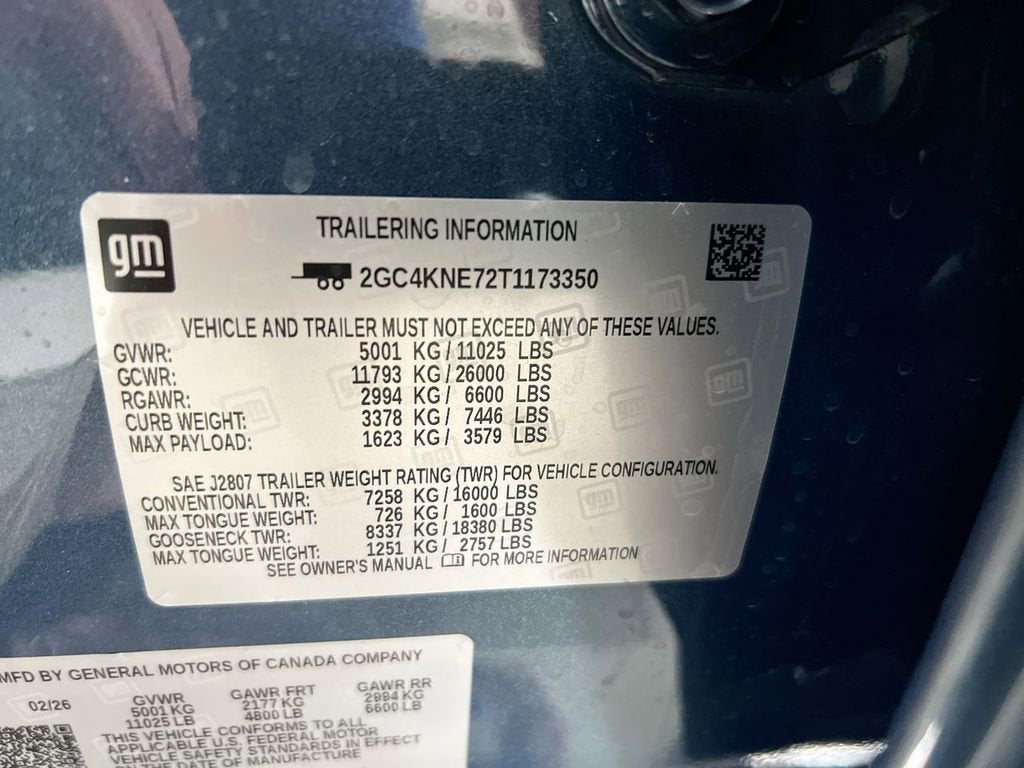 gm
TRAILERING INFORMATION
2GC4KNE72T1173350
VEHICLE AND TRAILER MUST NOT EXCEED ANY OF THESE VALUES.
GVWR: 5001 KG / 11025 LBS
GCWR: 11793 KG / 26000 LBS
RGAWR: 2994 KG / 6600 LBS
CURB WEIGHT: 3378 KG / 7446 LBS
MAX PAYLOAD: 1623 KG / 3579 LBS
SAE J2807 TRAILER WEIGHT RATING (TWR) FOR VEHICLE CONFIGURATION.
CONVENTIONAL TWR: 7258 KG / 16000 LBS
MAX TONGUE WEIGHT: 726 KG / 1600 LBS
GOOSENECK TWR: 8337 KG / 18380 LBS
MAX TONGUE WEIGHT: 1251 KG / 2757 LBS
SEE OWNER'S MANUAL FOR MORE INFORMATION
MFD BY GENERAL MOTORS OF CANADA COMPANY
02/26 GVWR GAWR FRT GAWR RR
5001 KG 2177 KG 2994 KG
11025 LB 4800 LB 6600 LB
THIS VEHICLE CONFORMS TO ALL
APPLICABLE U.S. FEDERAL MOTOR
VEHICLE SAFETY STANDARDS IN EFFECT
ON THE DATE OF MANUFACTURE